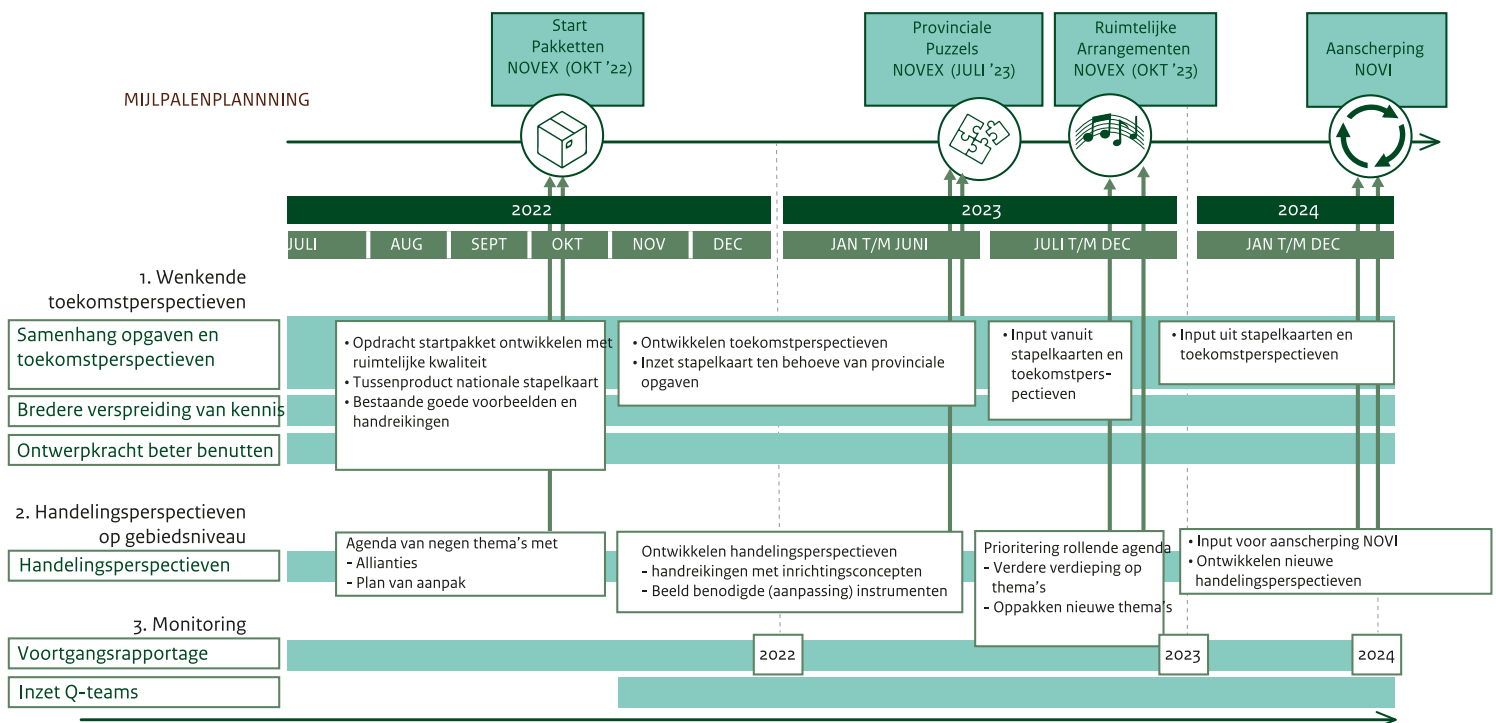 Start
Pakketten
NOVEX (OKT '22)
Provinciale
Puzzels
NOVEX (JULI '23)
Ruimtelijke
Arrangementen
NOVEX (OKT '23)
Aanscherping
NOVI
MIJLPALENPLANNNING
2022
2023
2024
JULI
AUG
SEPT
OKT
NOV
DEC
JAN T/M JUNI
JULI T/M DEC
JAN T/M DEC
1. Wenkende
toekomstperspectieven
Samenhang opgaven en
toekomstperspectieven
Bredere verspreiding van kennis
Ontwerpkracht beter benutten
• Opdracht startpakket ontwikkelen met
ruimtelijke kwaliteit
• Tussenproduct nationale stapelkaart
• Bestaande goede voorbeelden en
handreikingen
• Ontwikkelen toekomstperspectieven
• Inzet stapelkaart ten behoeve van provinciale
opgaven
• Input vanuit
stapelkaarten en
toekomstpers-
pectieven
• Input uit stapelkaarten en
toekomstperspectieven
2. Handelingsperspectieven
op gebiedsniveau
Handelingsperspectieven
Agenda van negen thema's met
- Allianties
- Plan van aanpak
Ontwikkelen handelingsperspectieven
- handreikingen met inrichtingsconcepten
- Beeld benodigde (aanpassing) instrumenten
Prioritering rollende agenda
- Verdere verdieping op
thema's
- Oppakken nieuwe thema's
• Input voor aanscherping NOVI
• Ontwikkelen nieuwe
handelingsperspectieven
3. Monitoring
Voortgangsrapportage
2022
2023
2024
Inzet Q-teams